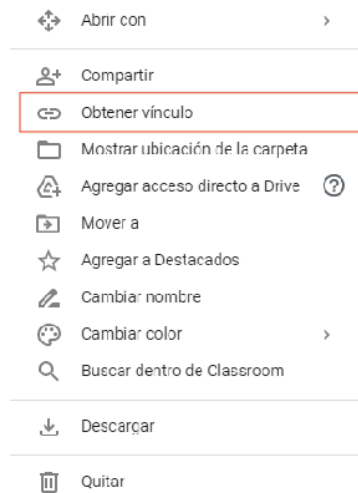 Abrir con
Compartir
Obtener vínculo
Mostrar ubicación de la carpeta
Agregar acceso directo a Drive
Mover a
Agregar a Destacados
Cambiar nombre
Cambiar color
Buscar dentro de Classroom
Descargar
Quitar